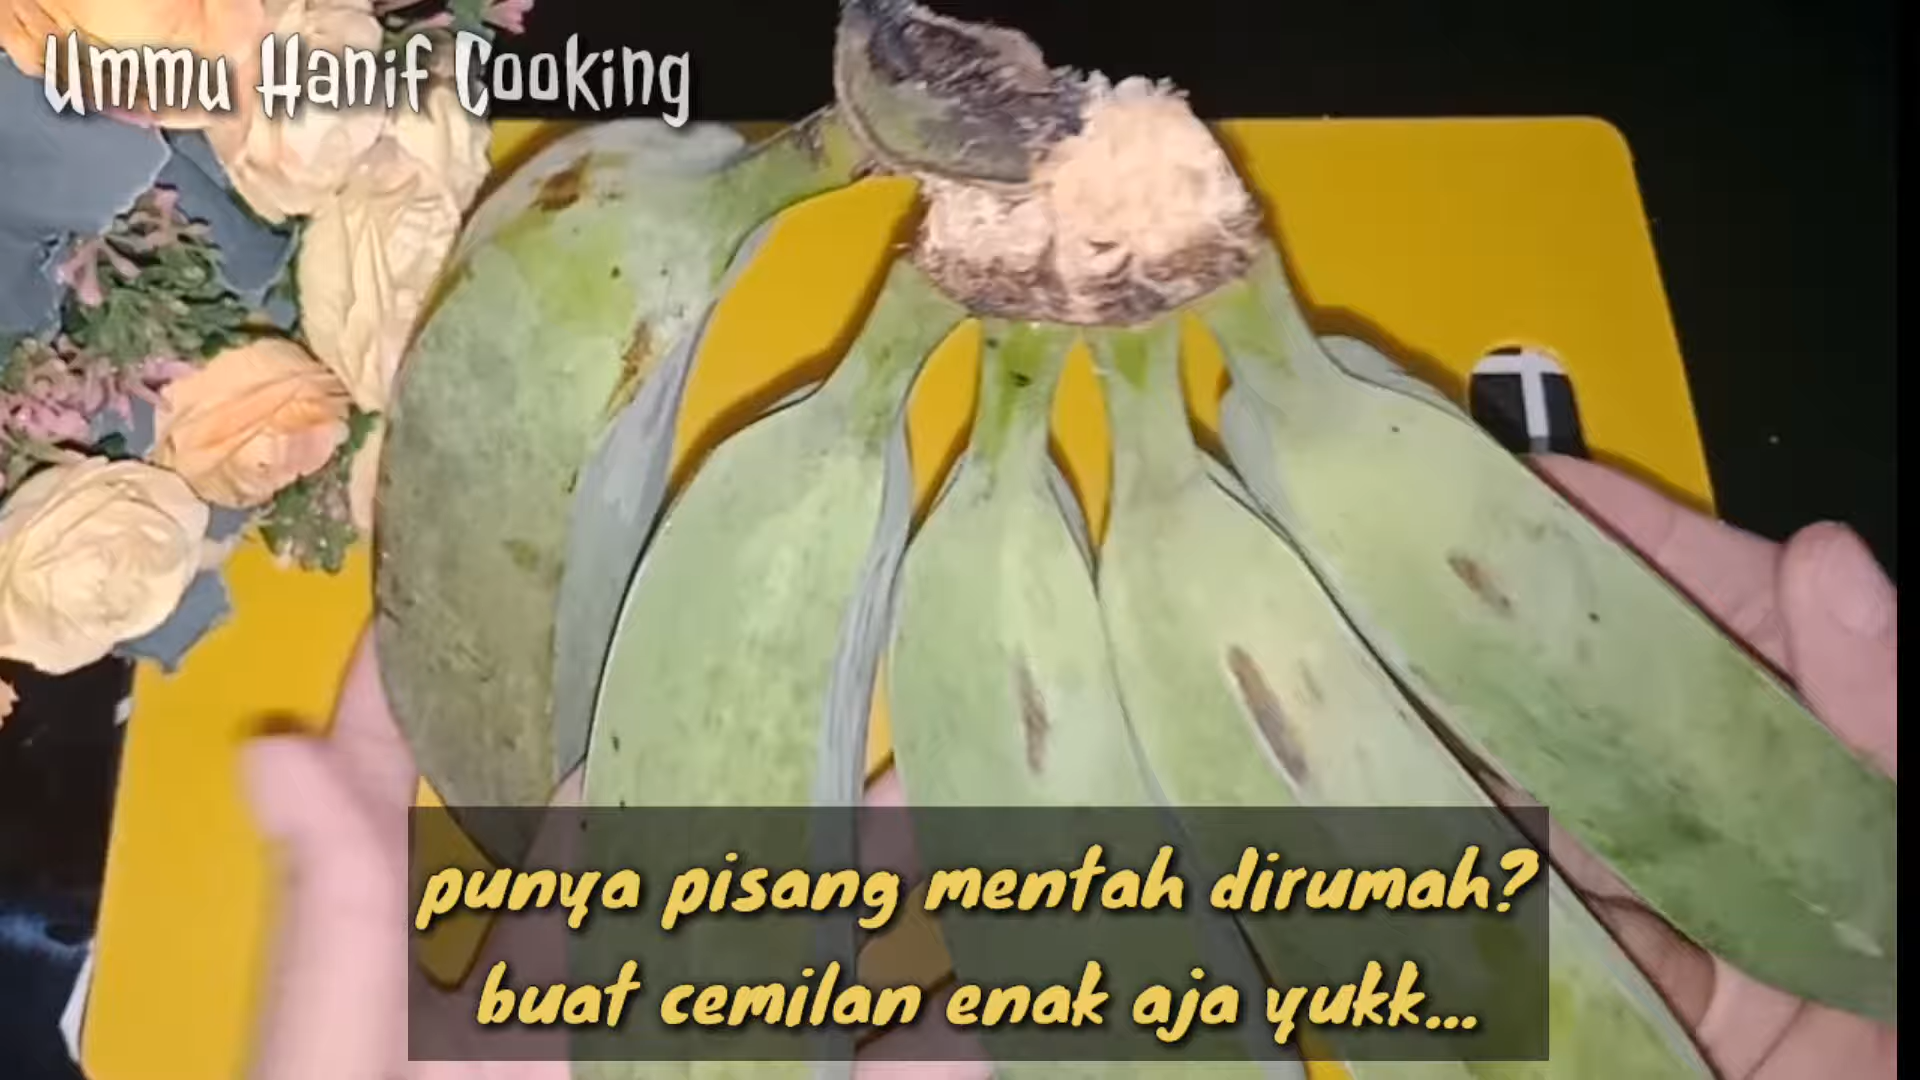 Ummu Hanif Cooking
punya pisang mentah dirumah?
buat cemilan enak aja yukk...